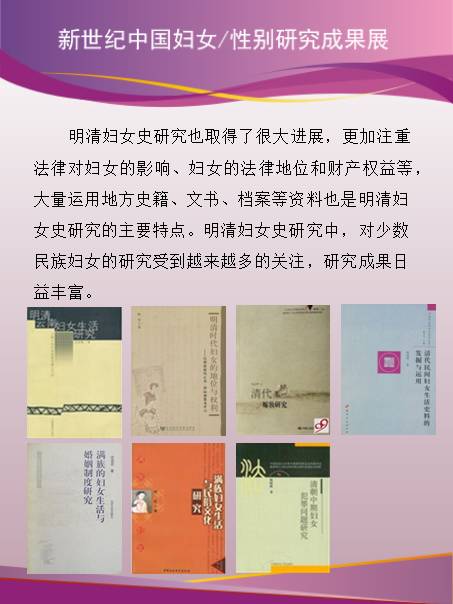 新世纪中国妇女/性别研究成果展
明清妇女史研究也取得了很大进展，更加注重
法律对妇女的影响、妇女的法律地位和财产权益等，
大量运用地方史籍、文书、档案等资料也是明清妇
女史研究的主要特点。明清妇女史研究中，对少数
民族妇女的研究受到越来越多的关注，研究成果日
益丰富。
明清
云南妇女生活
研究
明清时代妇女的地位与权利
清代
嫁妆研究
清代民间妇女生活史料的
发掘与运用
满族的妇女生活与
婚姻制度研究
满族妇女生活
与民俗文化
研究
清朝中期妇女
犯罪问题研究